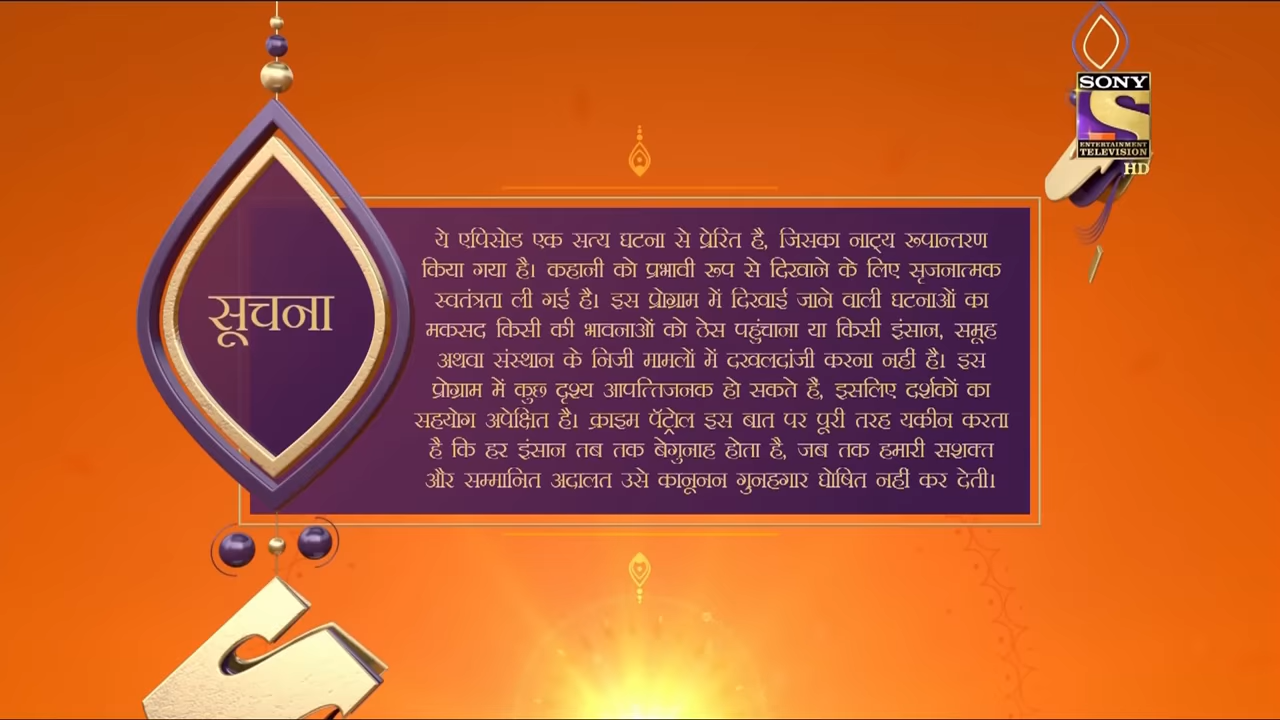 सूचना
ये एपिसोड एक सत्य घटना से प्रेरित है, जिसका नाट्य रूपान्तरण
किया गया है। कहानी को प्रभावी रूप से दिखाने के लिए सृजनात्मक
स्वतंत्रता ली गई है। इस प्रोग्राम में दिखाई जाने वाली घटनाओं का
मकसद किसी की भावनाओं को ठेस पहुंचाना या किसी इंसान, समूह
अथवा संस्थान के निजी मामलों में दखलदांजी करना नहीं है। इस
प्रोग्राम में कुछ दृश्य आपत्तिजनक हो सकते हैं, इसलिए दर्शकों का
सहयोग अपेक्षित है। क्राइम पॅट्रोल इस बात पर पूरी तरह यकीन करता
है कि हर इंसान तब तक बेगुनाह होता है, जब तक हमारी सशक्त
और सम्मानित अदालत उसे कानूनन गुनहगार घोषित नहीं कर देती।
SONY
ENTERTAINMENT
TELEVISION
HD